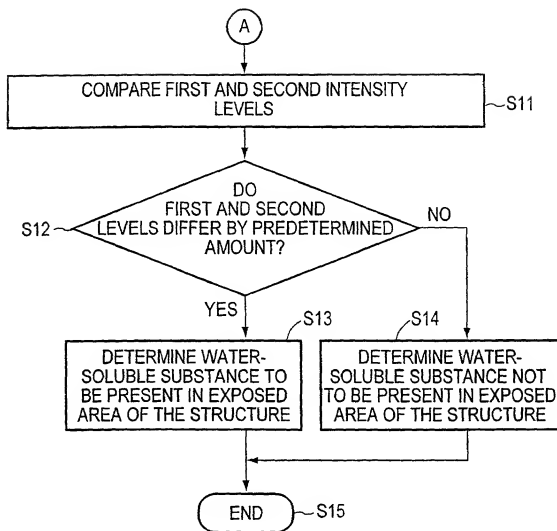 A
COMPARE FIRST AND SECOND INTENSITY
LEVELS
S11
DO
FIRST AND SECOND
LEVELS DIFFER BY PREDETERMINED
AMOUNT?
S12
NO
YES
S13
DETERMINE WATER-
SOLUBLE SUBSTANCE TO
BE PRESENT IN EXPOSED
AREA OF THE STRUCTURE
S14
DETERMINE WATER-
SOLUBLE SUBSTANCE NOT
TO BE PRESENT IN EXPOSED
AREA OF THE STRUCTURE
END
S15